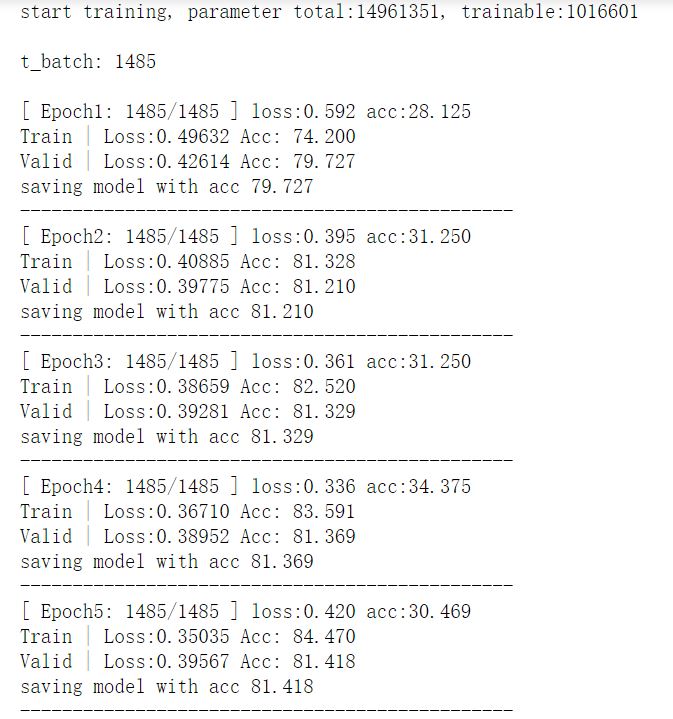 start training, parameter total:14961351, trainable:1016601
t_batch: 1485
[ Epoch1: 1485/1485 ] loss:0.592 acc:28.125
Train | Loss:0.49632 Acc: 74.200
Valid | Loss:0.42614 Acc: 79.727
saving model with acc 79.727
-----------------------------------------------
[ Epoch2: 1485/1485 ] loss:0.395 acc:31.250
Train | Loss:0.40885 Acc: 81.328
Valid | Loss:0.39775 Acc: 81.210
saving model with acc 81.210
-----------------------------------------------
[ Epoch3: 1485/1485 ] loss:0.361 acc:31.250
Train | Loss:0.38659 Acc: 82.520
Valid | Loss:0.39281 Acc: 81.329
saving model with acc 81.329
-----------------------------------------------
[ Epoch4: 1485/1485 ] loss:0.336 acc:34.375
Train | Loss:0.36710 Acc: 83.591
Valid | Loss:0.38952 Acc: 81.369
saving model with acc 81.369
-----------------------------------------------
[ Epoch5: 1485/1485 ] loss:0.420 acc:30.469
Train | Loss:0.35035 Acc: 84.470
Valid | Loss:0.39567 Acc: 81.418
saving model with acc 81.418
-----------------------------------------------